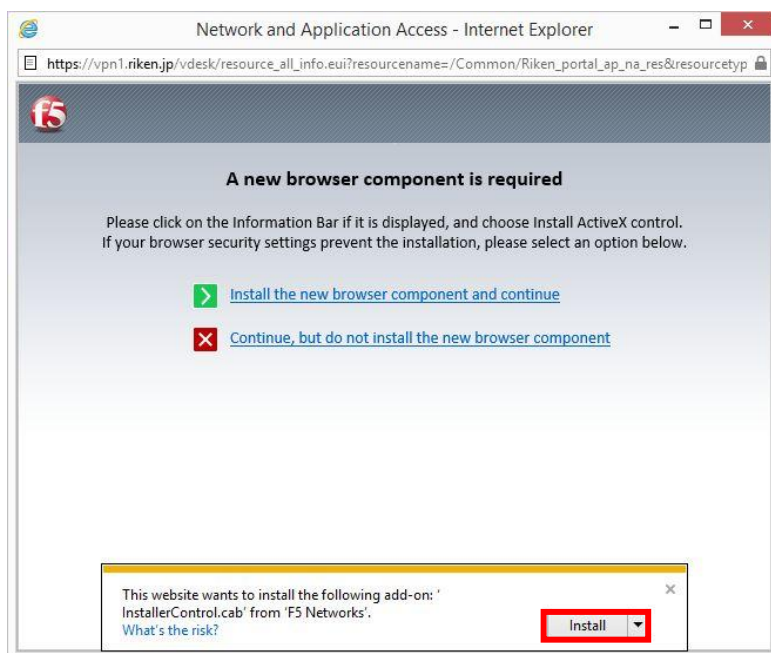 Network and Application Access - Internet Explorer
https://vpn1.riken.jp/vdesk/resource_all_info.eui?resourcename=/Common/Riken_portal_ap_na_res&resourcetyp
f5
A new browser component is required
Please click on the Information Bar if it is displayed, and choose Install ActiveX control.
If your browser security settings prevent the installation, please select an option below.
Install the new browser component and continue
Continue, but do not install the new browser component
This website wants to install the following add-on: '
InstallerControl.cab' from 'F5 Networks'.
What's the risk?
Install